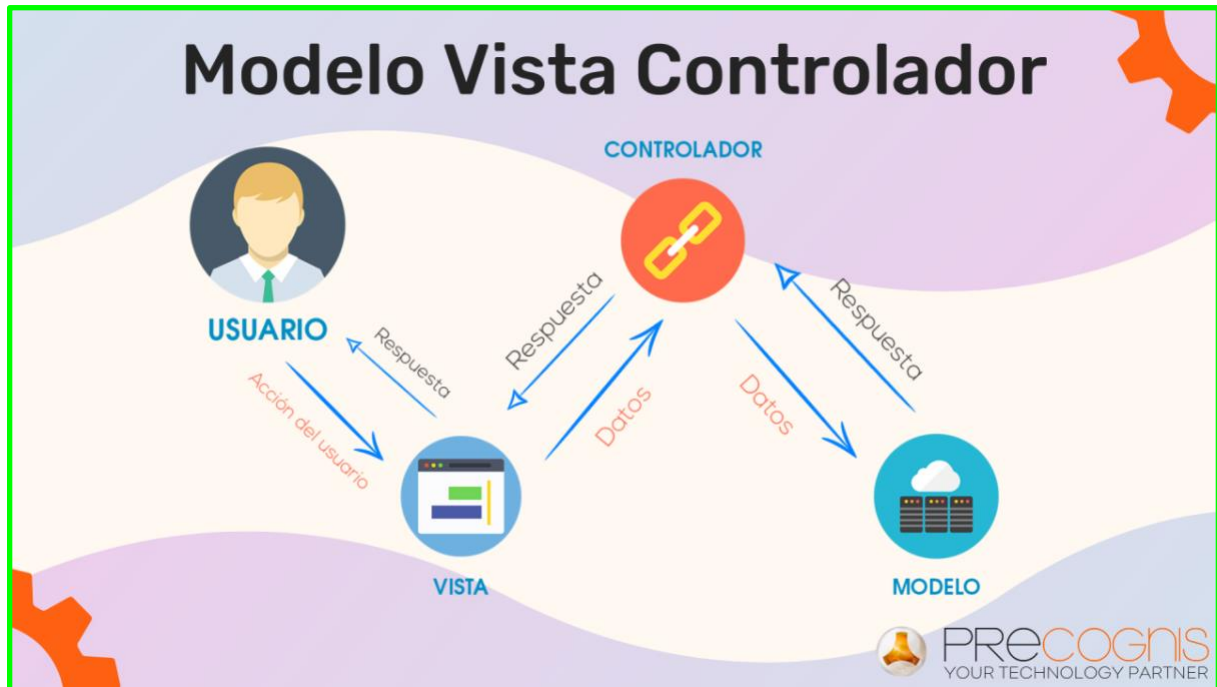 Modelo Vista Controlador
CONTROLADOR
USUARIO
Respuesta
Acción del usuario
Respuesta
Datos
Datos
Respuesta
VISTA
MODELO
PRECOGNIS
YOUR TECHNOLOGY PARTNER